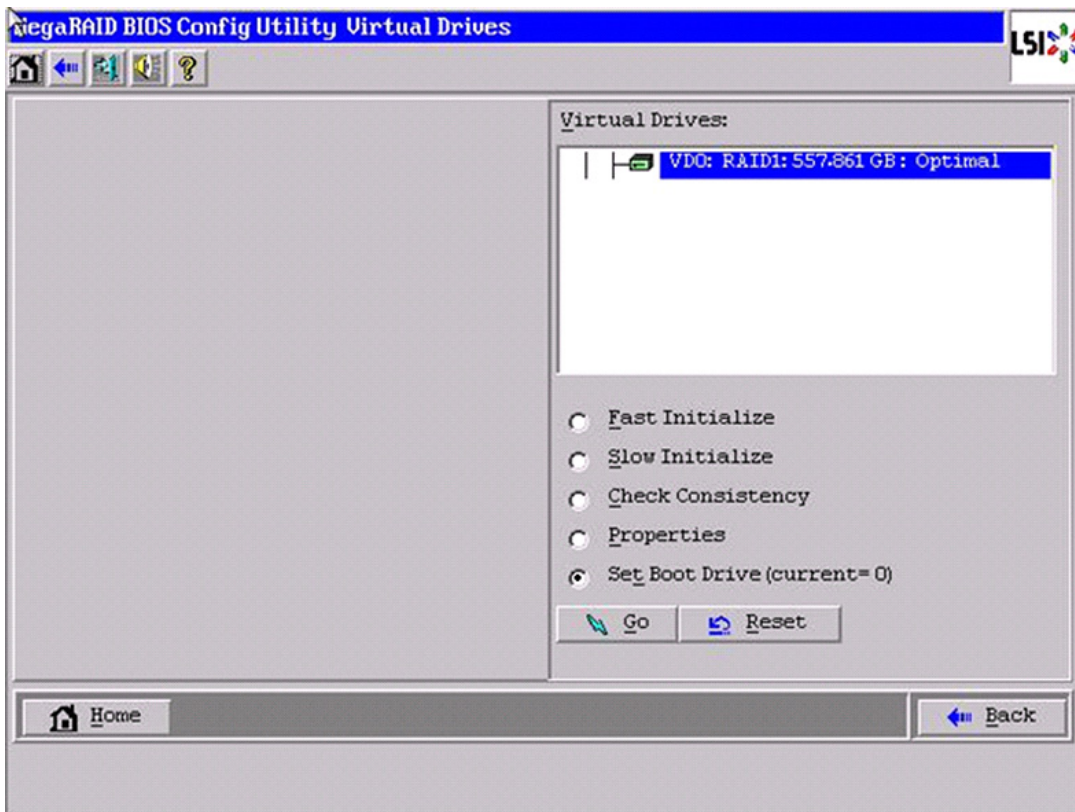 MegaRAID BIOS Config Utility Virtual Drives
LSI
Virtual Drives:
VD0: RAID1: 557.861 GB: Optimal
Fast Initialize
Slow Initialize
Check Consistency
Properties
Set Boot Drive (current= 0)
Go
Reset
Home
Back